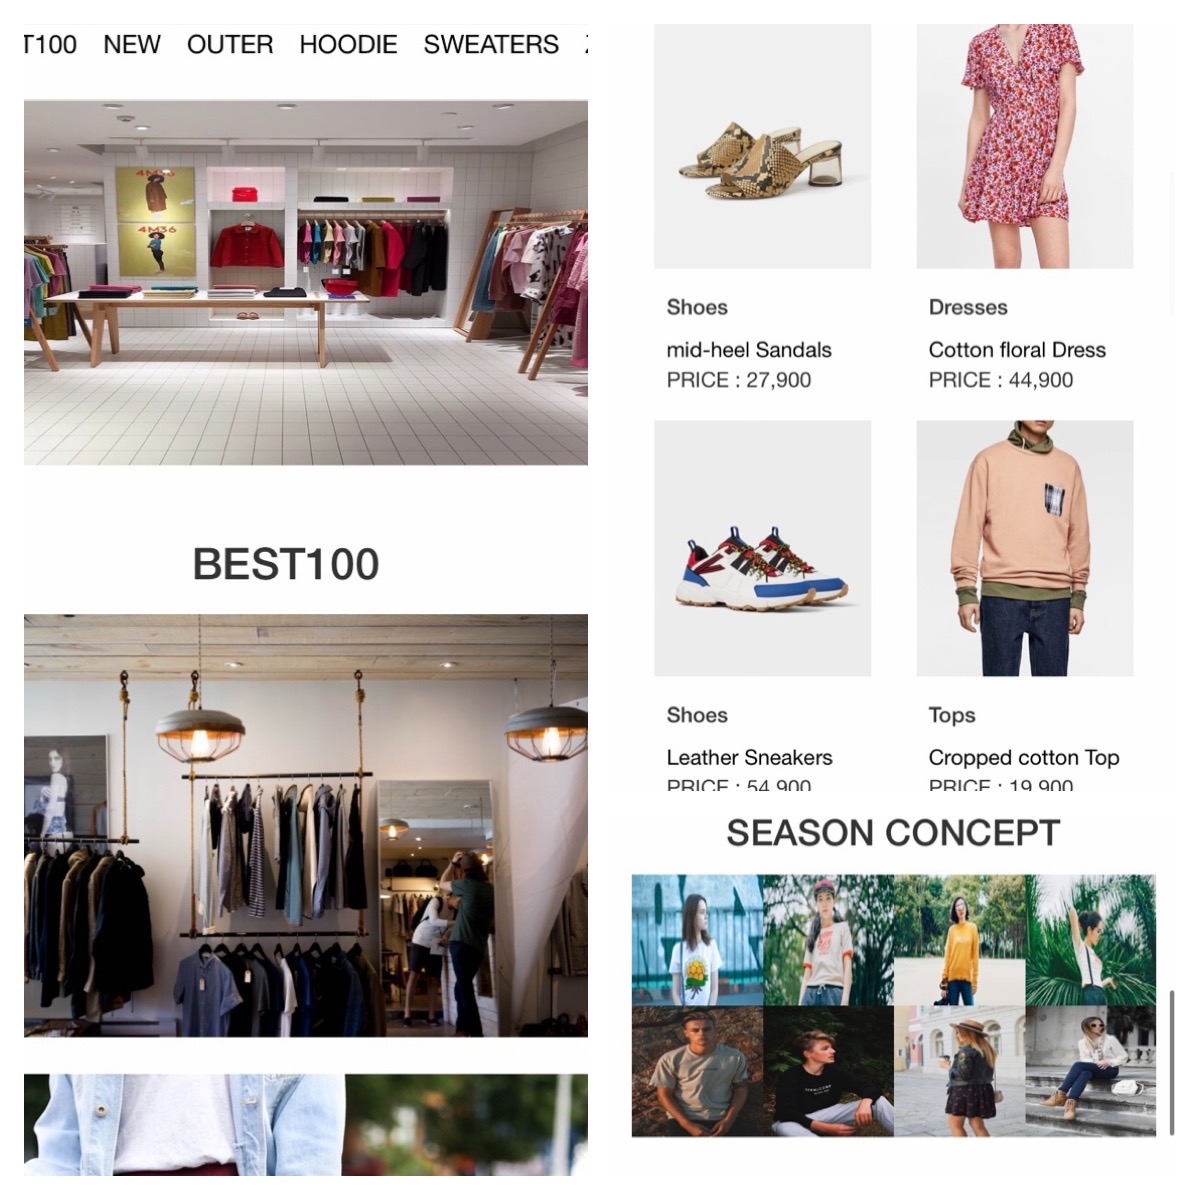 T100 NEW OUTER HOODIE SWEATERS
4M36
4M36
BEST100
Shoes
mid-heel Sandals
PRICE : 27,900
Dresses
Cotton floral Dress
PRICE : 44,900
Shoes
Leather Sneakers
PRICE : 54,900
Tops
Cropped cotton Top
PRICE : 19,900
SEASON CONCEPT